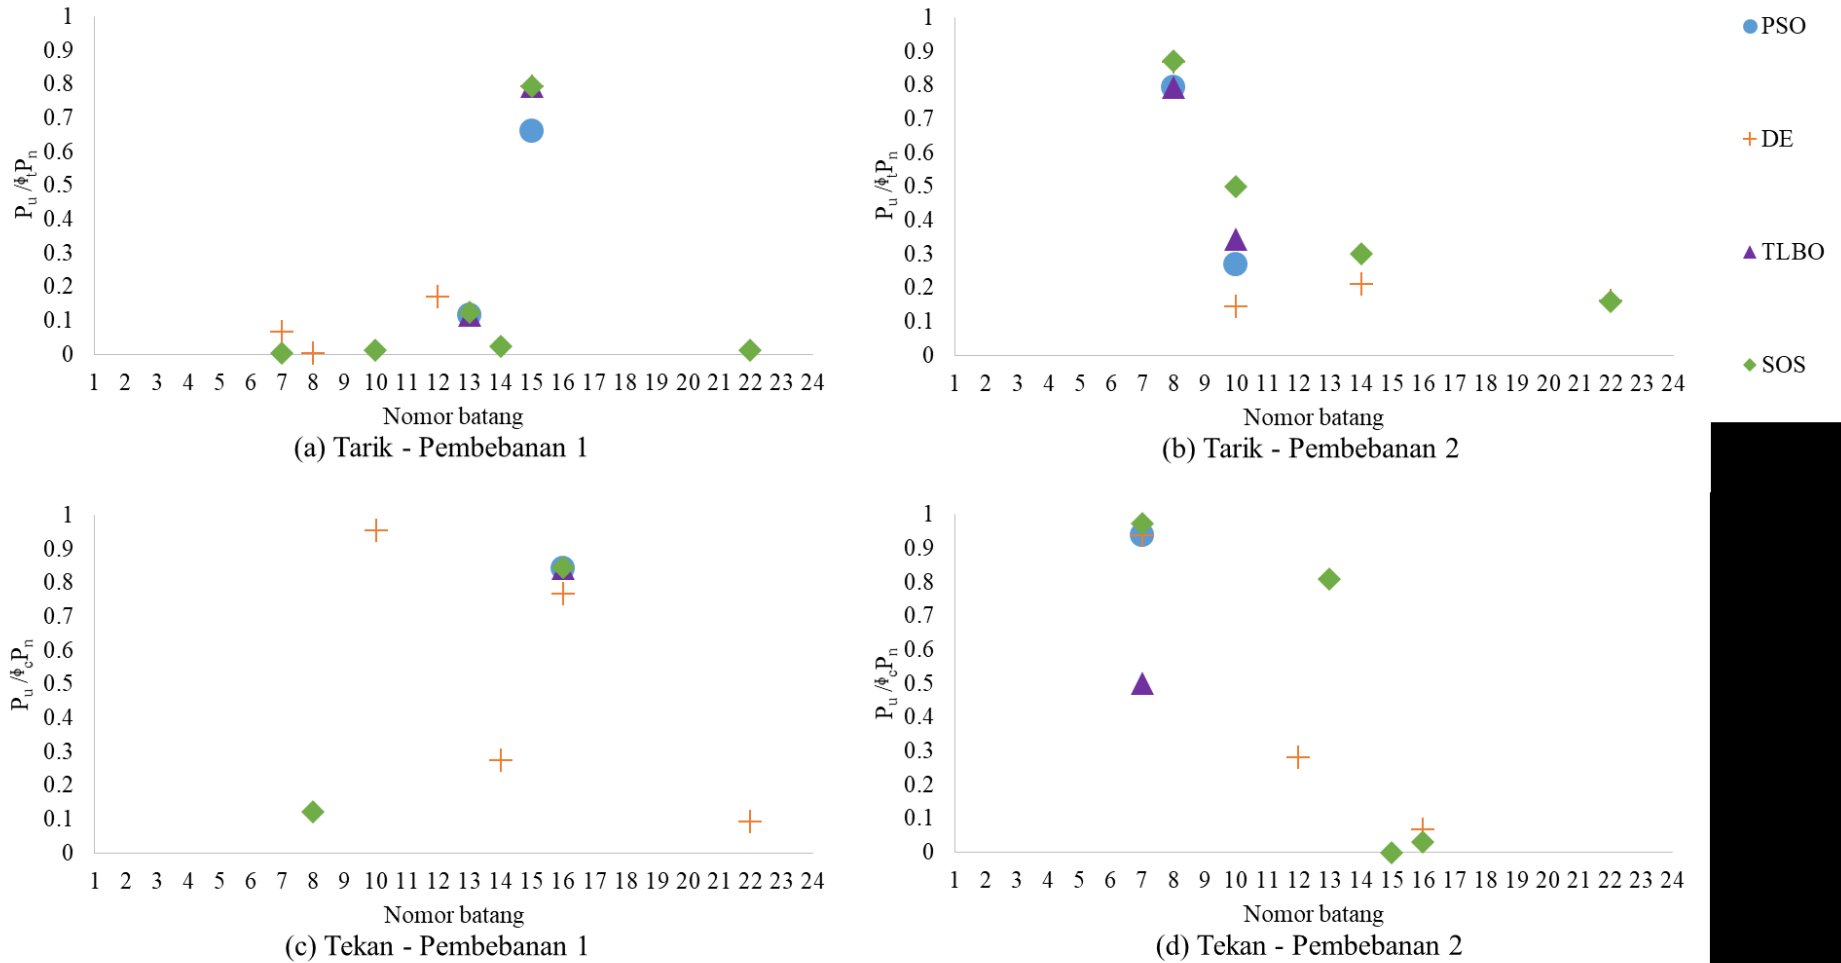 1
0.9
0.8
0.7
0.6
0.5
0.4
0.3
0.2
0.1
0
P_u /ϕ_tP_n
1 2 3 4 5 6 7 8 9 10 11 12 13 14 15 16 17 18 19 20 21 22 23 24
Nomor batang
(a) Tarik - Pembebanan 1
1
0.9
0.8
0.7
0.6
0.5
0.4
0.3
0.2
0.1
0
P_u /ϕ_tP_n
1 2 3 4 5 6 7 8 9 10 11 12 13 14 15 16 17 18 19 20 21 22 23 24
Nomor batang
(b) Tarik - Pembebanan 2
PSO
DE
TLBO
SOS
1
0.9
0.8
0.7
0.6
0.5
0.4
0.3
0.2
0.1
0
P_u /ϕ_cP_n
1 2 3 4 5 6 7 8 9 10 11 12 13 14 15 16 17 18 19 20 21 22 23 24
Nomor batang
(c) Tekan - Pembebanan 1
1
0.9
0.8
0.7
0.6
0.5
0.4
0.3
0.2
0.1
0
P_u /ϕ_cP_n
1 2 3 4 5 6 7 8 9 10 11 12 13 14 15 16 17 18 19 20 21 22 23 24
Nomor batang
(d) Tekan - Pembebanan 2